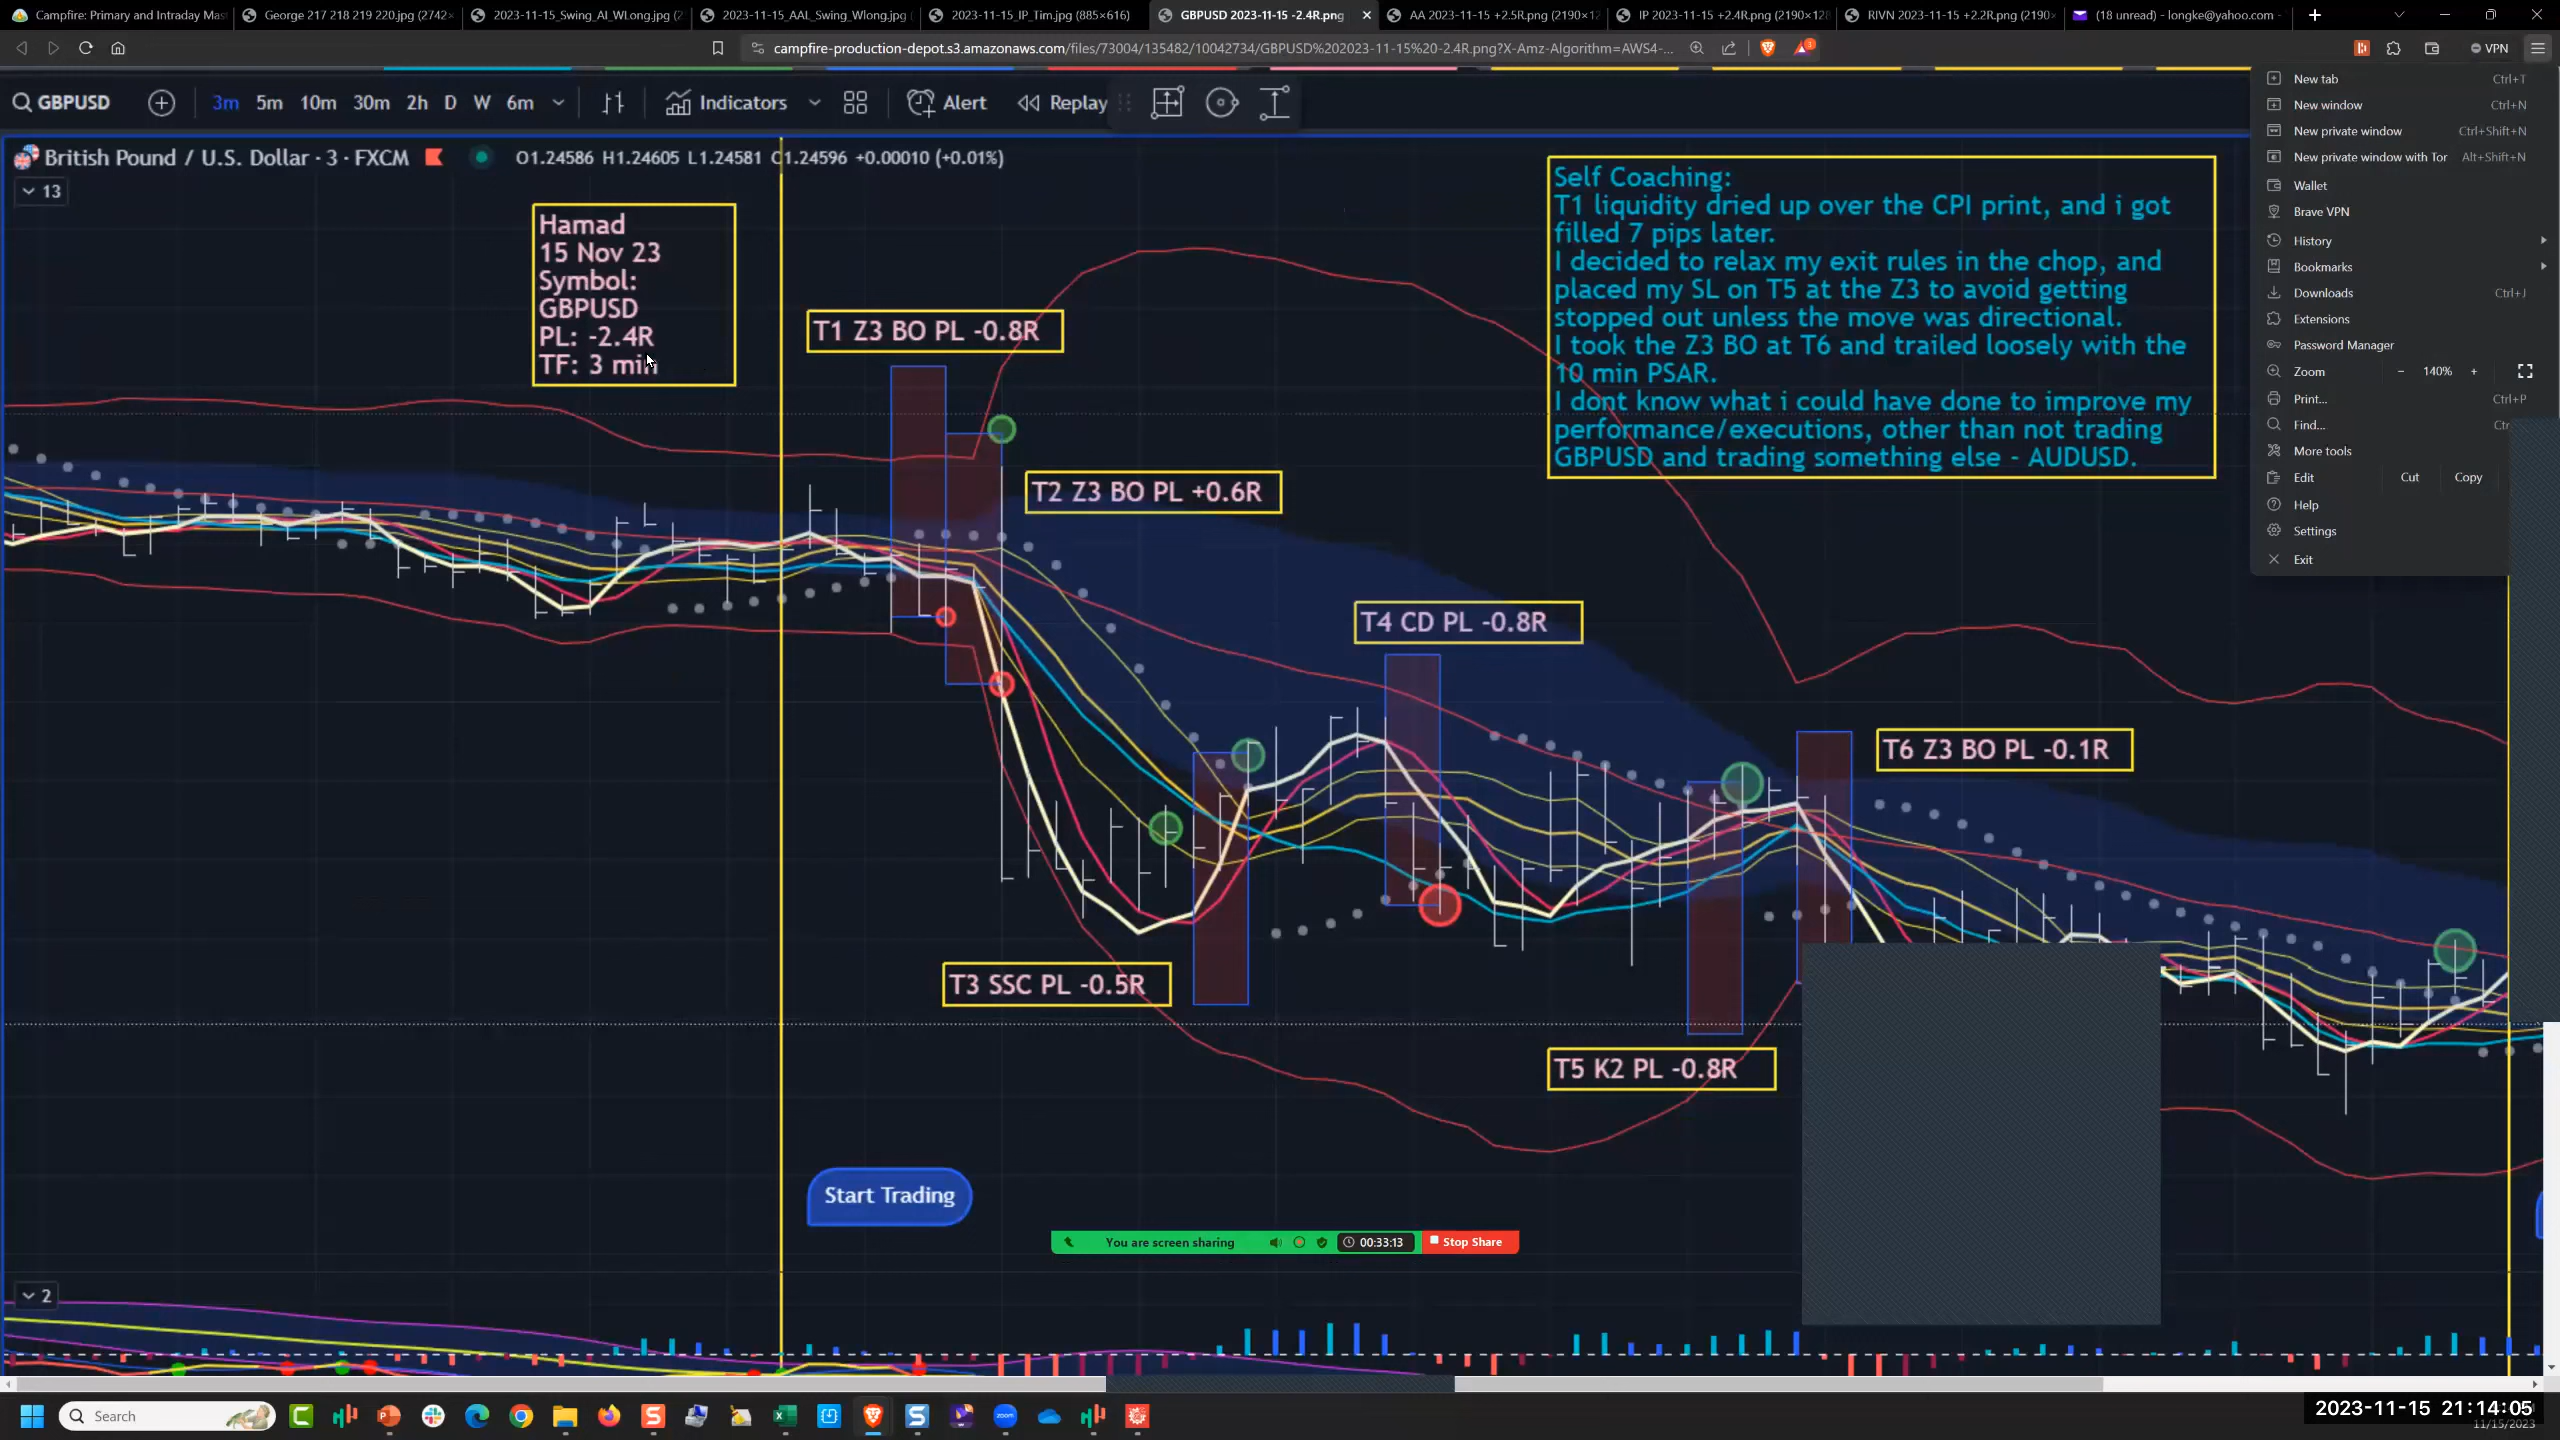 Campfire: Primary and Intraday Mas
George 217 218 219 220.jpg (2742×
2023-11-15_Swing_AI_WLong.jpg (2
2023-11-15_AAL_Swing_Wlong.jpg (
2023-11-15_IP_Tim.jpg (885×616)
GBPUSD 2023-11-15 -2.4R.png
AA 2023-11-15 +2.5R.png (2190×12
IP 2023-11-15 +2.4R.png (2190×128
RIVN 2023-11-15 +2.2R.png (2190×
(18 unread) - longke@yahoo.com -
campfire-production-depot.s3.amazonaws.com/files/73004/135482/10042734/GBPUSD%202023-11-15%20-2.4R.png?X-Amz-Algorithm=AWS4-...
VPN
GBPUSD
3m 5m 10m 30m 2h D W 6m
Indicators
Alert
Replay
British Pound / U.S. Dollar · 3 · FXCM
O1.24586 H1.24605 L1.24581 C1.24596 +0.00010 (+0.01%)
13
Hamad
15 Nov 23
Symbol:
GBPUSD
PL: -2.4R
TF: 3 min
Self Coaching:
T1 liquidity dried up over the CPI print, and i got
filled 7 pips later.
I decided to relax my exit rules in the chop, and
placed my SL on T5 at the Z3 to avoid getting
stopped out unless the move was directional.
I took the Z3 BO at T6 and trailed loosely with the
10 min PSAR.
I dont know what i could have done to improve my
performance/executions, other than not trading
GBPUSD and trading something else - AUDUSD.
T1 Z3 BO PL -0.8R
T2 Z3 BO PL +0.6R
T4 CD PL -0.8R
T6 Z3 BO PL -0.1R
T3 SSC PL -0.5R
T5 K2 PL -0.8R
Start Trading
You are screen sharing
00:33:13
Stop Share
2
New tab Ctrl+T
New window Ctrl+N
New private window Ctrl+Shift+N
New private window with Tor Alt+Shift+N
Wallet
Brave VPN
History
Bookmarks
Downloads Ctrl+J
Extensions
Password Manager
Zoom - 140% +
Print... Ctrl+P
Find...
More tools
Edit Cut Copy
Help
Settings
Exit
Search
zoom
2023-11-15 21:14:05
11/15/2023